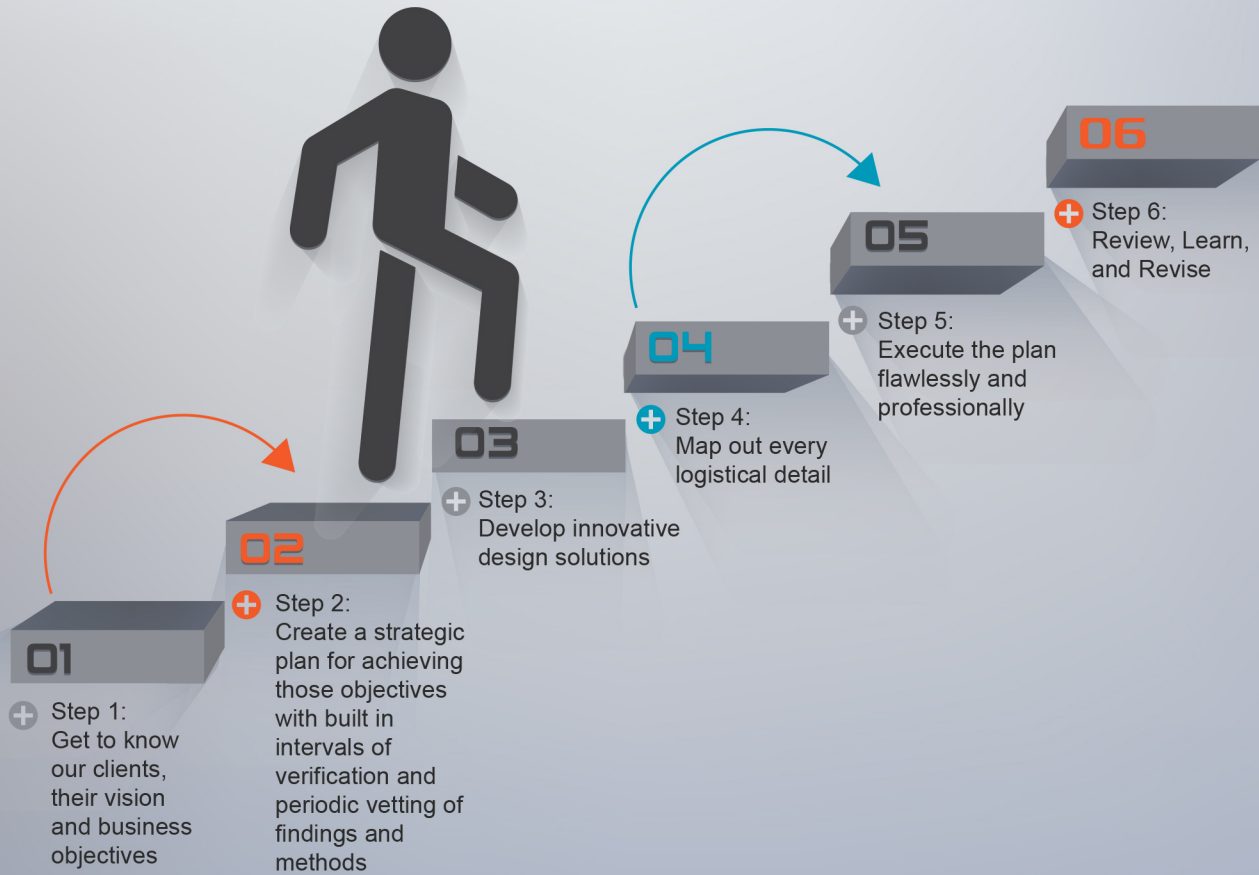 01
Step 1:
Get to know
our clients,
their vision
and business
objectives
02
Step 2:
Create a strategic
plan for achieving
those objectives
with built in
intervals of
verification and
periodic vetting of
findings and
methods
03
Step 3:
Develop innovative
design solutions
04
Step 4:
Map out every
logistical detail
05
Step 5:
Execute the plan
flawlessly and
professionally
06
Step 6:
Review, Learn,
and Revise